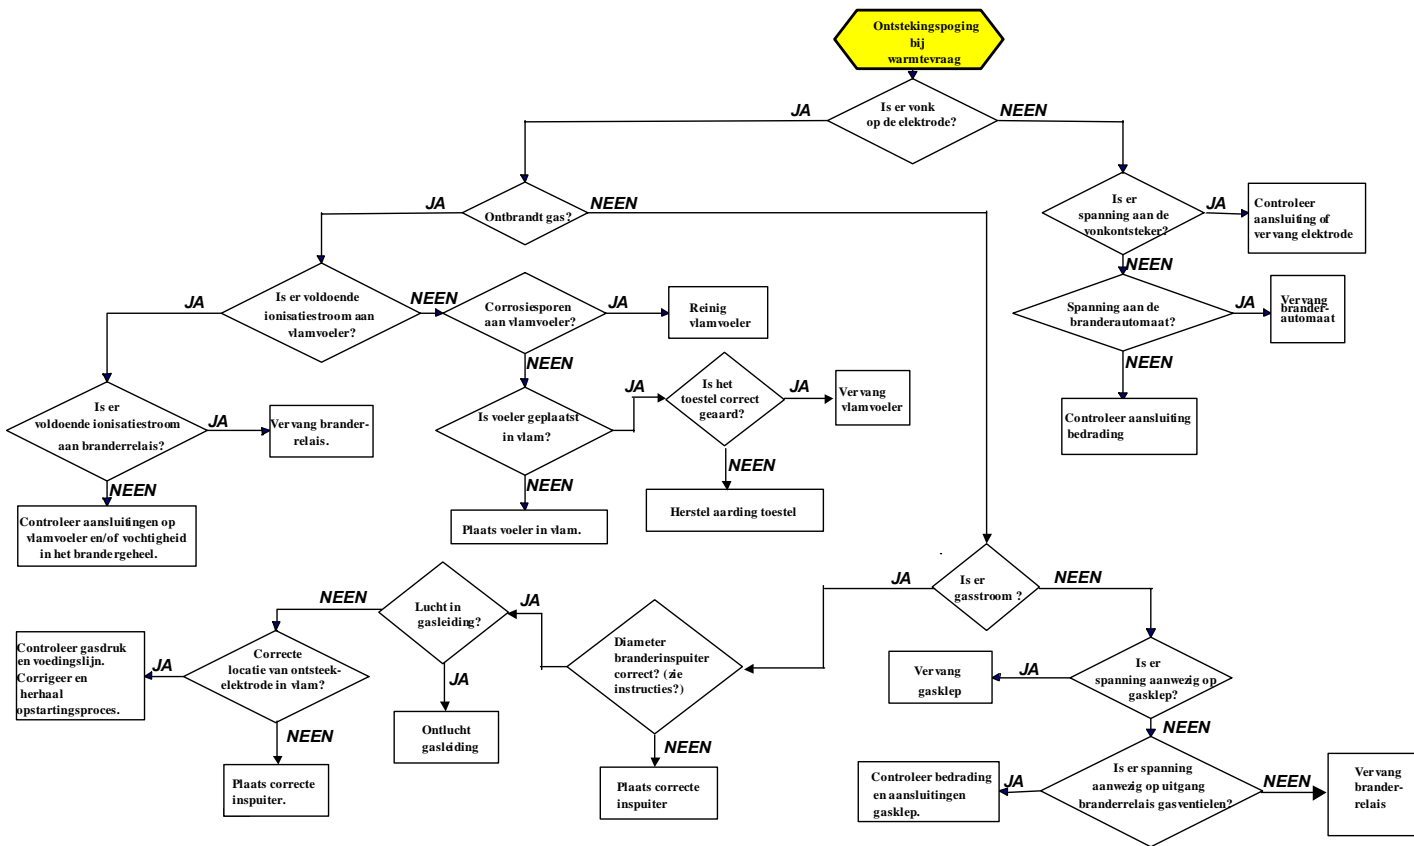 Ontstekingspoging
bij
warmtevraag
Is er vonk
op de elektrode?
JA
NEEN
Ontbrandt gas?
JA
NEEN
Is er
spanning aan de
vonkontsteker?
JA
Controleer
aansluiting of
vervang elektrode
NEEN
Spanning aan de
branderautomaat?
JA
Vervang
brander-
automaat
NEEN
Controleer aansluiting
bedrading
Is er voldoende
ionisatiestroom aan
vlamvoeler?
JA
NEEN
Corrosiesporen
aan vlamvoeler?
JA
Reinig
vlamvoeler
NEEN
Is voeler geplaatst
in vlam?
JA
Is het
toestel correct
geaard?
JA
Vervang
vlamvoeler
NEEN
Herstel aarding toestel
NEEN
Plaats voeler in vlam.
Is er
voldoende ionisatiestroom
aan branderrelais?
JA
Vervang brander-
relais.
NEEN
Controleer aansluitingen op
vlamvoeler en/of vochtigheid
in het brandergeheel.
Is er
gasstroom ?
JA
NEEN
Diameter
branderinspuiter
correct? (zie
instructies?)
JA
NEEN
Plaats correcte
inspuiter
Lucht in
gasleiding?
NEEN
JA
Ontlucht
gasleiding
Correcte
locatie van ontsteek-
elektrode in vlam?
JA
Controleer gasdruk
en voedingslijn.
Corrigeer en
herhaal
opstartingsproces.
NEEN
Plaats correcte
inspuiter.
Is er
spanning aanwezig op
gasklep?
JA
Vervang
gasklep
NEEN
Is er spanning
aanwezig op uitgang
branderrelais gasventielen?
JA
Controleer bedrading
en aansluitingen
gasklep.
NEEN
Vervang
brander-
relais